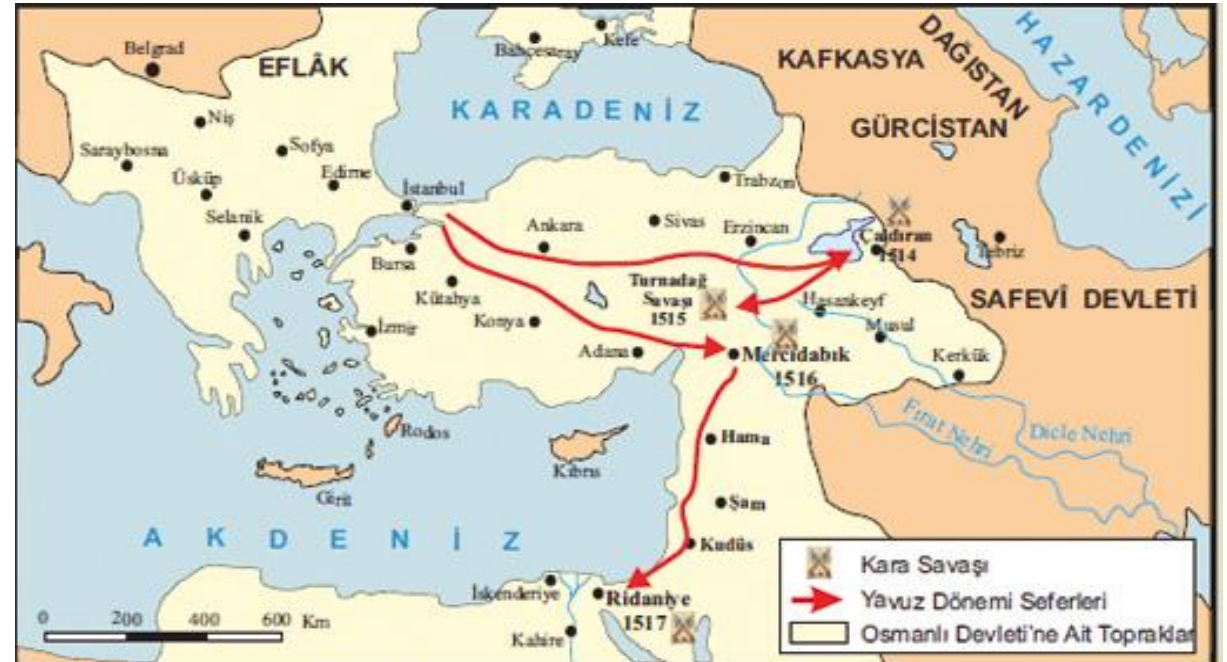 Belgrad
EFLÂK
Bahçesaray
Kefe
KAFKASYA
DAĞISTAN
HAZARDENİZİ
KARADENİZ
GÜRCİSTAN
Niş
Saraybosna
Sofya
Üsküp
Edirne
İstanbul
Selanik
Trabzon
Sivas
Erzincan
Ankara
Çaldıran
1514
Tebriz
Bursa
Kütahya
Turnadağ
Savaşı
1515
Hasankeyf
SAFEVÎ DEVLETİ
İzmir
Konya
Adana
Musul
Mercidabık
1516
Kerkük
Rodos
Kıbrıs
Girit
Hama
Fırat Nehri
Dicle Nehri
Şam
AKDENİZ
Kudüs
İskenderiye
Ridaniye
1517
Kahire
0 200 400 600 Km
Kara Savaşı
Yavuz Dönemi Seferleri
Osmanlı Devleti'ne Ait Topraklar